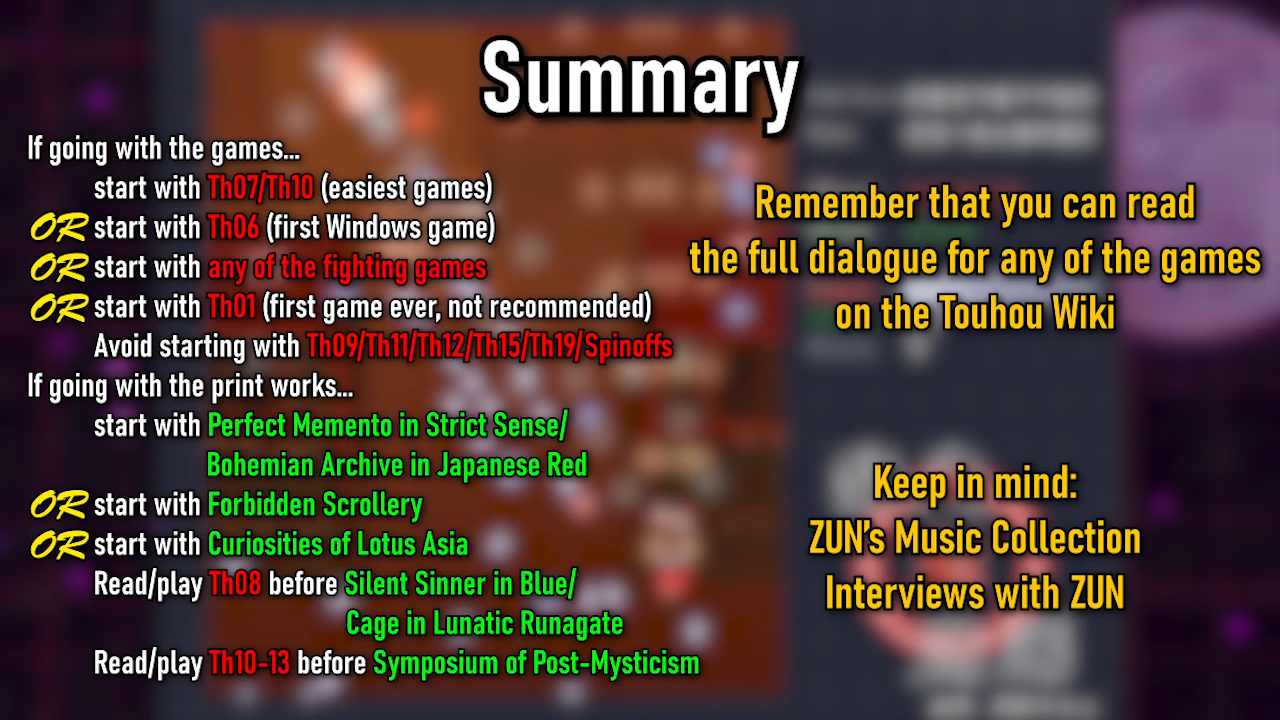 Summary
If going with the games...
start with Th07/Th10 (easiest games)
OR start with Th06 (first Windows game)
OR start with any of the fighting games
OR start with Th01 (first game ever, not recommended)
Avoid starting with Th09/Th11/Th12/Th15/Th19/Spinoffs
If going with the print works...
start with Perfect Memento in Strict Sense/
Bohemian Archive in Japanese Red
OR start with Forbidden Scrollery
OR start with Curiosities of Lotus Asia
Read/play Th08 before Silent Sinner in Blue/
Cage in Lunatic Runagate
Read/play Th10-13 before Symposium of Post-Mysticism
Remember that you can read
the full dialogue for any of the games
on the Touhou Wiki
Keep in mind:
ZUN's Music Collection
Interviews with ZUN